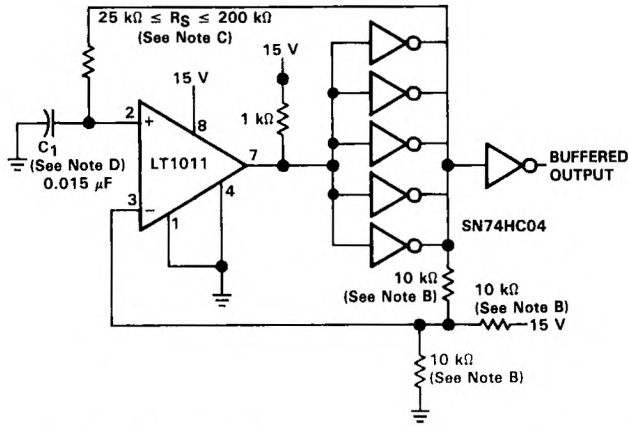 25 kΩ ≤ RS ≤ 200 kΩ
(See Note C)
15 V
15 V
1 kΩ
2
+
8
C1
(See Note D)
0.015 µF
LT1011
7
3
−
4
1
BUFFERED
OUTPUT
SN74HC04
10 kΩ
(See Note B)
10 kΩ
(See Note B)
15 V
10 kΩ
(See Note B)